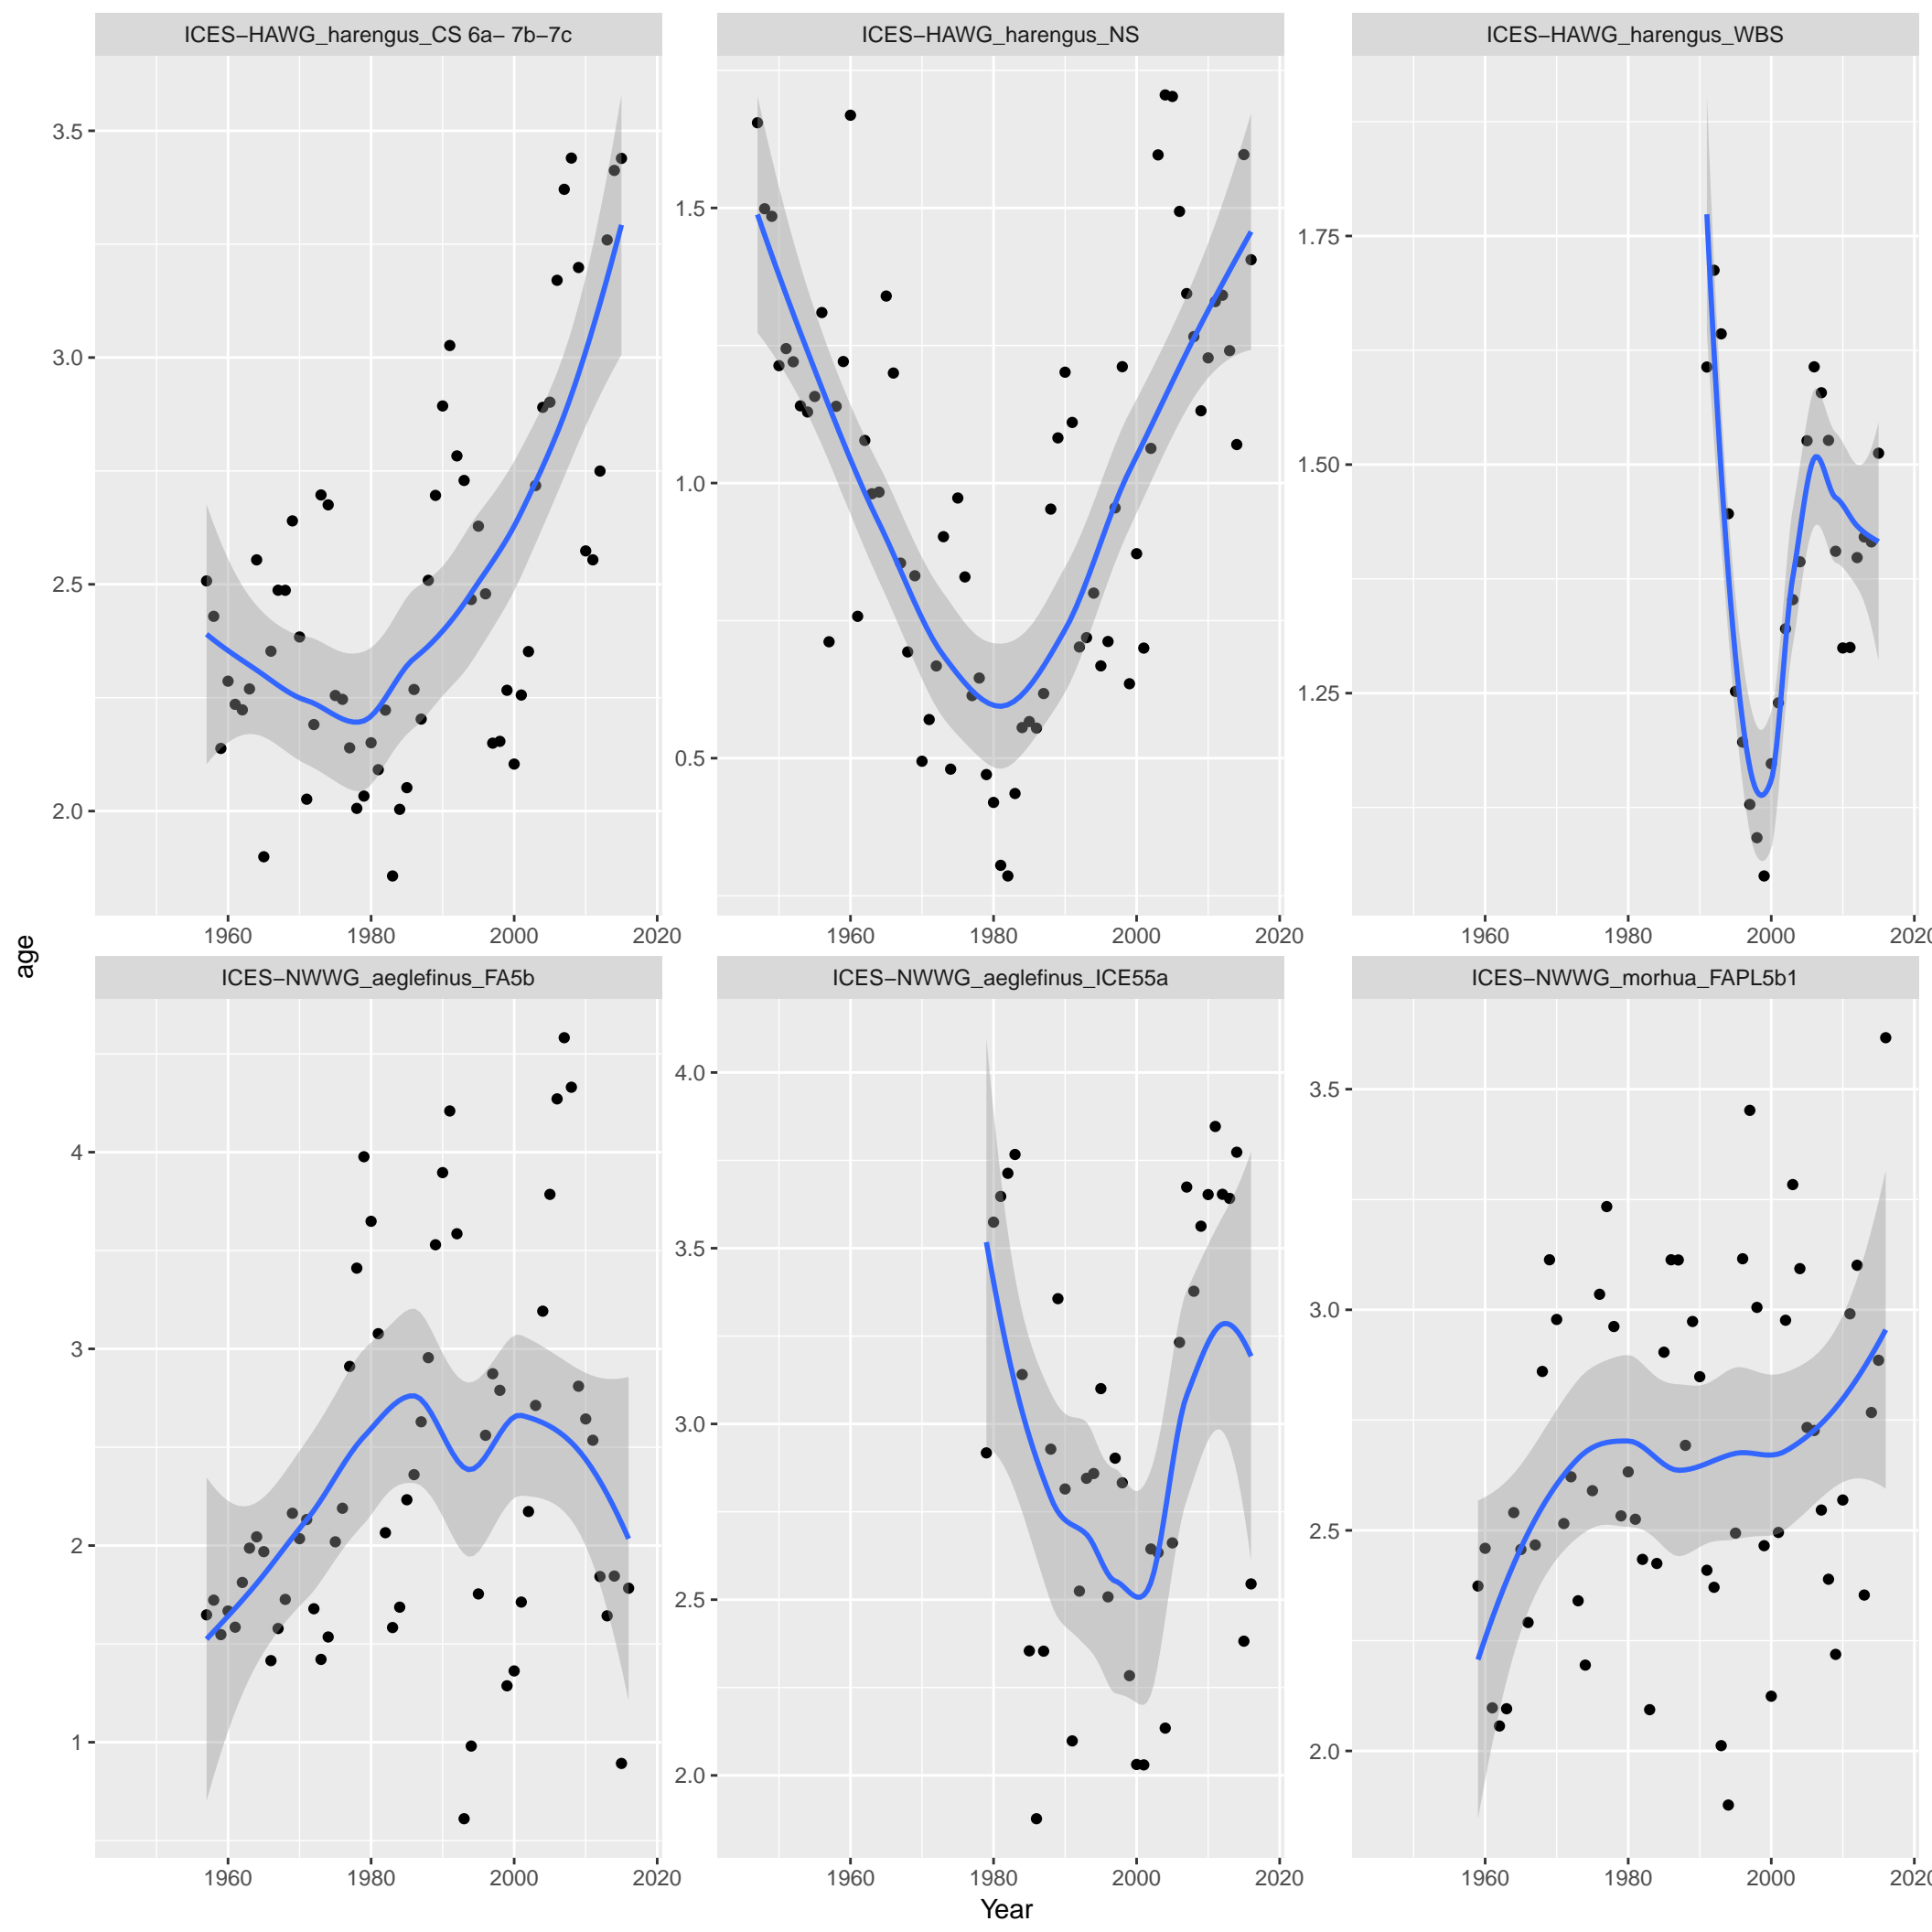 ICES−HAWG_harengus_CS 6a− 7b−7c
ICES−HAWG_harengus_NS
ICES−HAWG_harengus_WBS
3.5
3.0
2.5
2.0
1.5
1.0
0.5
1.75
1.50
1.25
1960 1980 2000 2020
1960 1980 2000 2020
1960 1980 2000 202
age
ICES−NWWG_aeglefinus_FA5b
ICES−NWWG_aeglefinus_ICE55a
ICES−NWWG_morhua_FAPL5b1
4
3
2
1
4.0
3.5
3.0
2.5
2.0
3.5
3.0
2.5
2.0
1960 1980 2000 2020
1960 1980 2000 2020
1960 1980 2000 202
Year